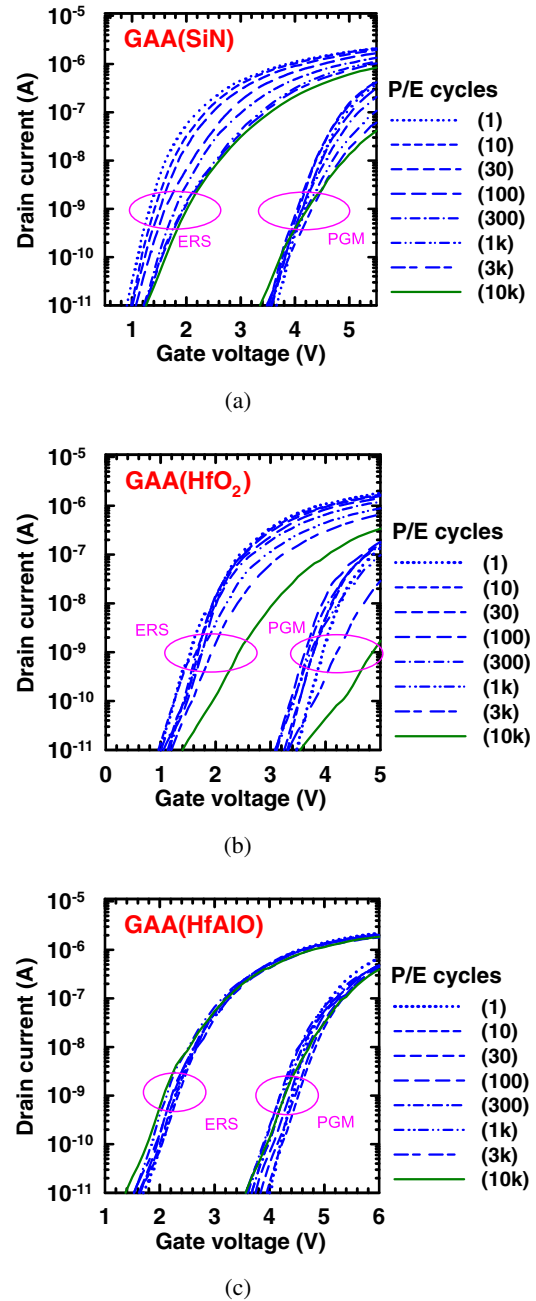 GAA(SiN)
Drain current (A)
10-5
10-6
10-7
10-8
10-9
10-10
10-11
ERS
PGM
1 2 3 4 5
Gate voltage (V)
P/E cycles
(1)
(10)
(30)
(100)
(300)
(1k)
(3k)
(10k)
(a)
GAA(HfO2)
Drain current (A)
10-5
10-6
10-7
10-8
10-9
10-10
10-11
ERS
PGM
0 1 2 3 4 5
Gate voltage (V)
P/E cycles
(1)
(10)
(30)
(100)
(300)
(1k)
(3k)
(10k)
(b)
GAA(HfAlO)
Drain current (A)
10-5
10-6
10-7
10-8
10-9
10-10
10-11
ERS
PGM
1 2 3 4 5 6
Gate voltage (V)
P/E cycles
(1)
(10)
(30)
(100)
(300)
(1k)
(3k)
(10k)
(c)